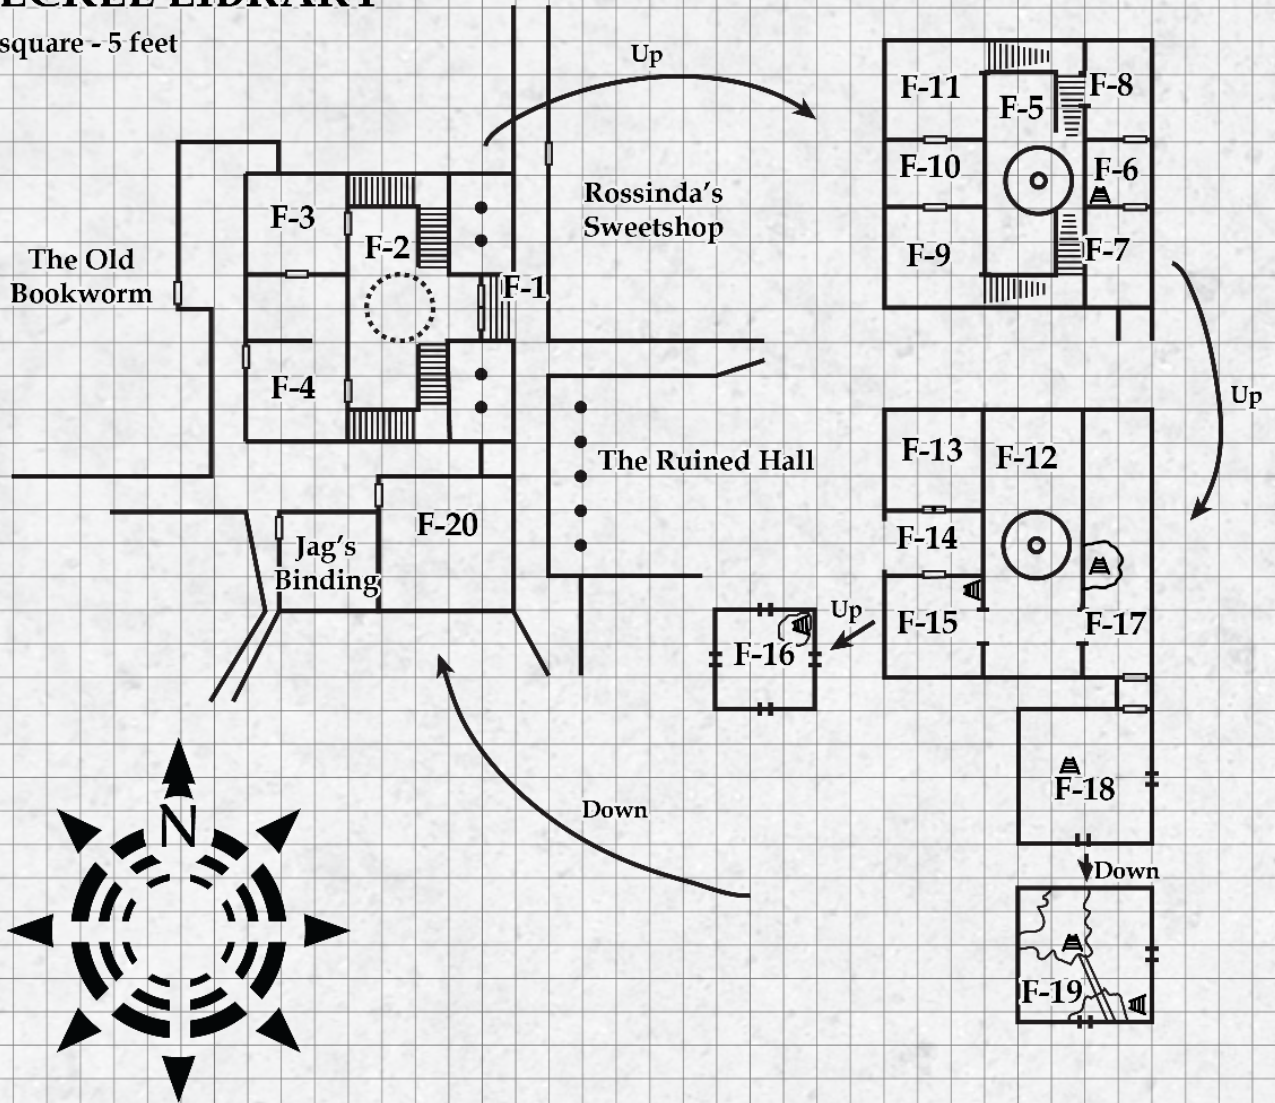 square - 5 feet
Up
F-11
F-5
F-8
F-10
F-6
F-9
F-7
Rossinda's
Sweetshop
F-3
F-2
F-1
The Old
Bookworm
F-4
Up
The Ruined Hall
F-20
Jag's
Binding
F-13
F-12
F-14
F-15
F-17
Up
F-16
F-18
Down
Down
F-19
N